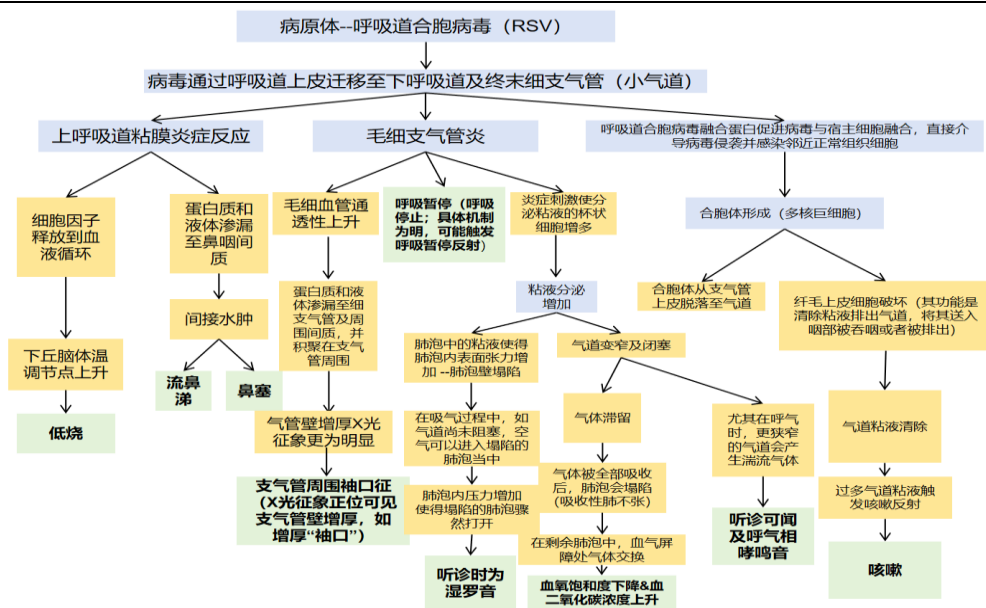 病原体--呼吸道合胞病毒（RSV）
病毒通过呼吸道上皮迁移至下呼吸道及终末细支气管（小气道）
上呼吸道粘膜炎症反应
毛细支气管炎
呼吸道合胞病毒融合蛋白促进病毒与宿主细胞融合，直接介
导病毒侵袭并感染邻近正常组织细胞
细胞因子
释放到血
液循环
蛋白质和
液体渗漏
至鼻咽间
质
毛细血管通
透性上升
呼吸暂停（呼吸
停止；具体机制
为明，可能触发
呼吸暂停反射）
炎症刺激使分
泌粘液的杯状
细胞增多
合胞体形成（多核巨细胞）
下丘脑体温
调节点上升
低烧
间接水肿
流鼻
涕
鼻塞
蛋白质和液
体渗漏至细
支气管及周
围间质，并
积聚在支气
管周围
气管壁增厚X光
征象更为明显
支气管周围袖口征
（X光征象正位可见
支气管壁增厚，如
增厚“袖口”）
粘液分泌
增加
肺泡中的粘液使得
肺泡内表面张力增
加 --肺泡壁塌陷
在吸气过程中，如
气道尚未阻塞，空
气可以进入塌陷的
肺泡当中
肺泡内压力增加
使得塌陷的肺泡骤
然打开
听诊时为
湿罗音
气道变窄及闭塞
气体滞留
气体被全部吸收
后，肺泡会塌陷
（吸收性肺不张）
在剩余肺泡中，血气屏
障处气体交换
血氧饱和度下降&血
二氧化碳浓度上升
尤其在呼气
时，更狭窄
的气道会产
生湍流气体
听诊可闻
及呼气相
哮鸣音
合胞体从支气管
上皮脱落至气道
纤毛上皮细胞破坏（其功能是
清除粘液排出气道，将其送入
咽部被吞咽或者被排出）
气道粘液清除
过多气道粘液触
发咳嗽反射
咳嗽